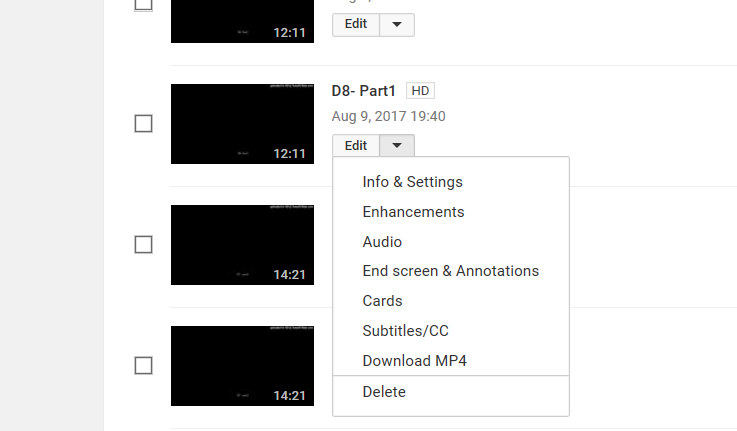 12:11
Edit
D8- Part1 HD
Aug 9, 2017 19:40
12:11
Edit
Info & Settings
Enhancements
Audio
End screen & Annotations
14:21
Cards
Subtitles/CC
Download MP4
Delete
14:21